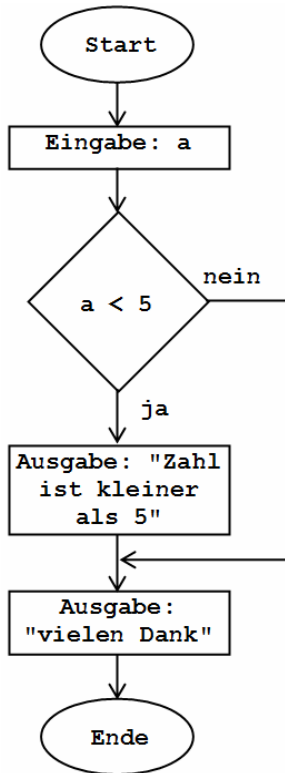 Start
Eingabe: a
a < 5
nein
ja
Ausgabe: "Zahl
ist kleiner
als 5"
Ausgabe:
"vielen Dank"
Ende